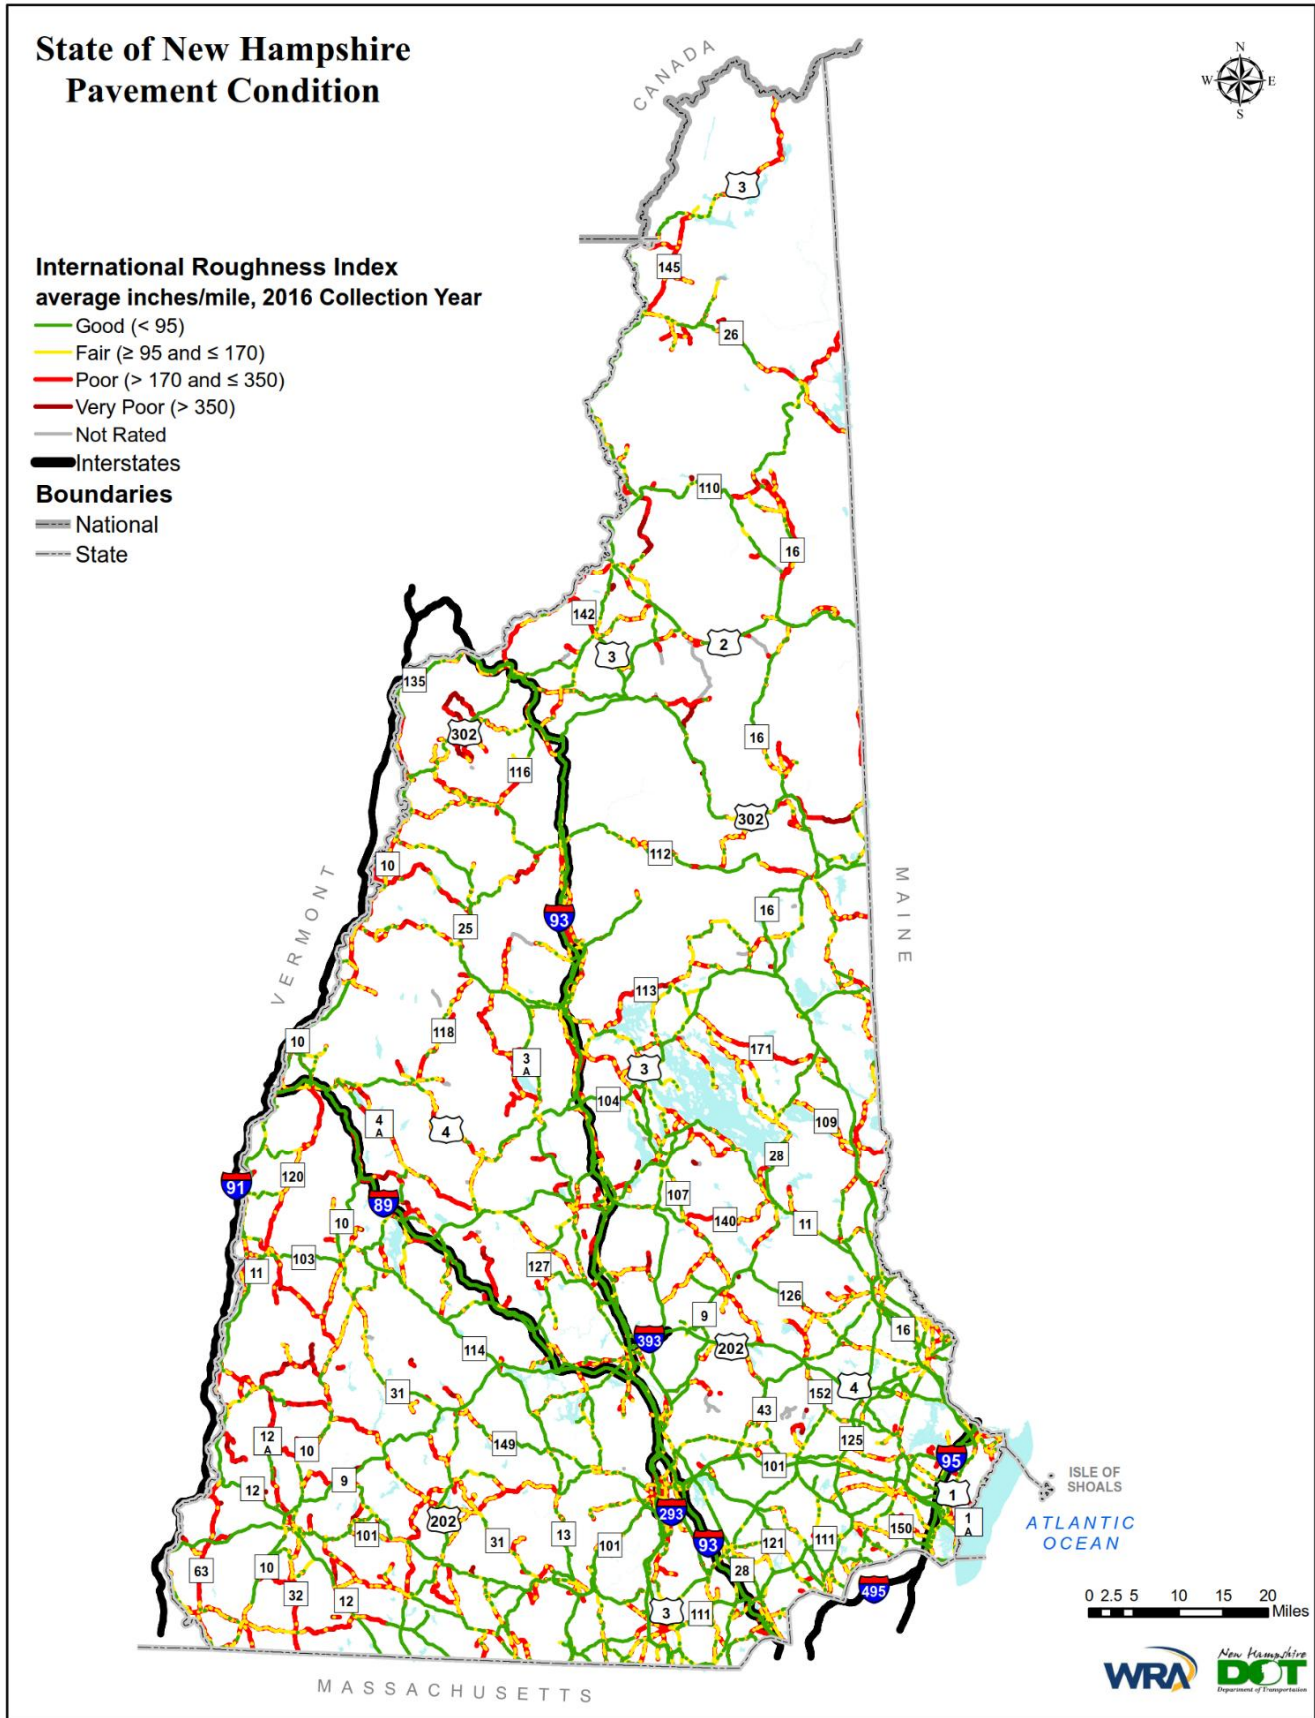 State of New Hampshire
Pavement Condition
CANADA
N
W E
S
International Roughness Index
average inches/mile, 2016 Collection Year
Good (< 95)
Fair (≥ 95 and ≤ 170)
Poor (> 170 and ≤ 350)
Very Poor (> 350)
Not Rated
Interstates
Boundaries
National
State
3
145
26
110
16
142
3
2
135
302
16
116
302
112
10
VERMONT
MAINE
93
16
25
113
118
10
3
A
3
171
104
4
A
4
109
28
120
91
89
107
10
140
11
103
11
127
126
9
16
393
202
114
4
31
152
43
12
A
10
149
125
101
95
ISLE OF
SHOALS
9
12
1
293
202
1
A
ATLANTIC
OCEAN
101
31
13
101
93
121
111
150
63
10
28
32
12
495
3
111
0 2.5 5 10 15 20
Miles
MASSACHUSETTS
WRA
New Hampshire
DOT
Department of Transportation